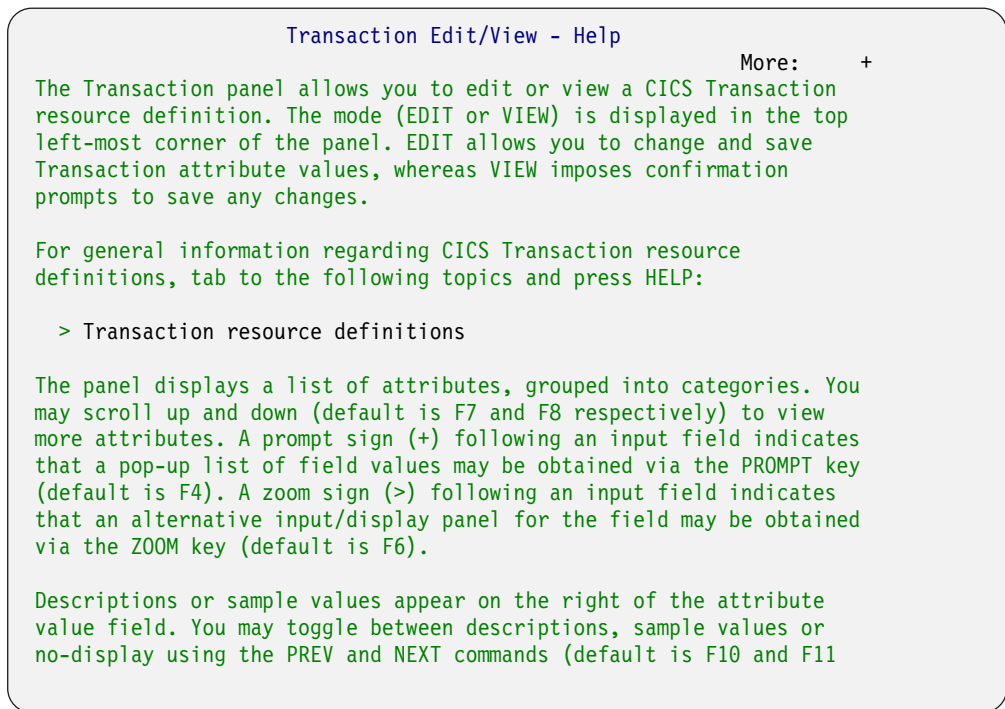 Transaction Edit/View - Help
More: +
The Transaction panel allows you to edit or view a CICS Transaction
resource definition. The mode (EDIT or VIEW) is displayed in the top
left-most corner of the panel. EDIT allows you to change and save
Transaction attribute values, whereas VIEW imposes confirmation
prompts to save any changes.
For general information regarding CICS Transaction resource
definitions, tab to the following topics and press HELP:
> Transaction resource definitions
The panel displays a list of attributes, grouped into categories. You
may scroll up and down (default is F7 and F8 respectively) to view
more attributes. A prompt sign (+) following an input field indicates
that a pop-up list of field values may be obtained via the PROMPT key
(default is F4). A zoom sign (>) following an input field indicates
that an alternative input/display panel for the field may be obtained
via the ZOOM key (default is F6).
Descriptions or sample values appear on the right of the attribute
value field. You may toggle between descriptions, sample values or
no-display using the PREV and NEXT commands (default is F10 and F11